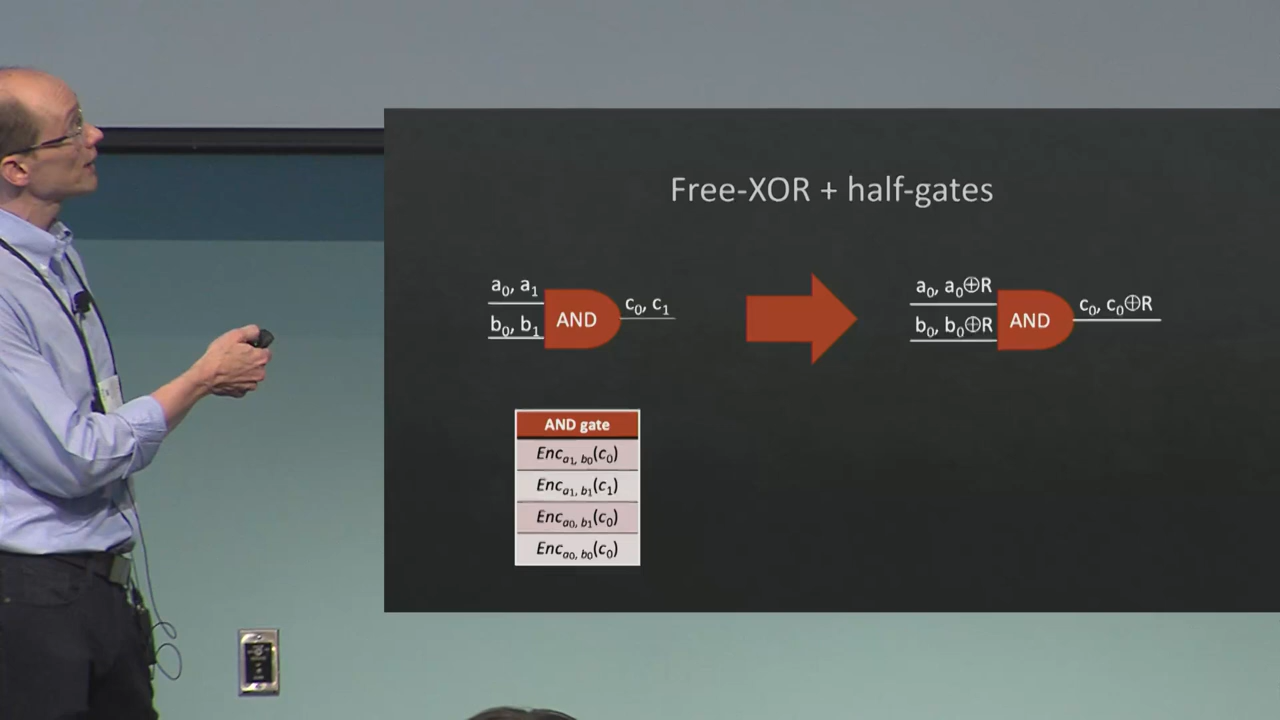 Free-XOR + half-gates
a₀, a₁
b₀, b₁
AND
c₀, c₁
a₀, a₀⊕R
b₀, b₀⊕R
AND
c₀, c₀⊕R
AND gate
Enc_{a₁, b₀}(c₀)
Enc_{a₁, b₁}(c₁)
Enc_{a₀, b₁}(c₀)
Enc_{a₀, b₀}(c₀)